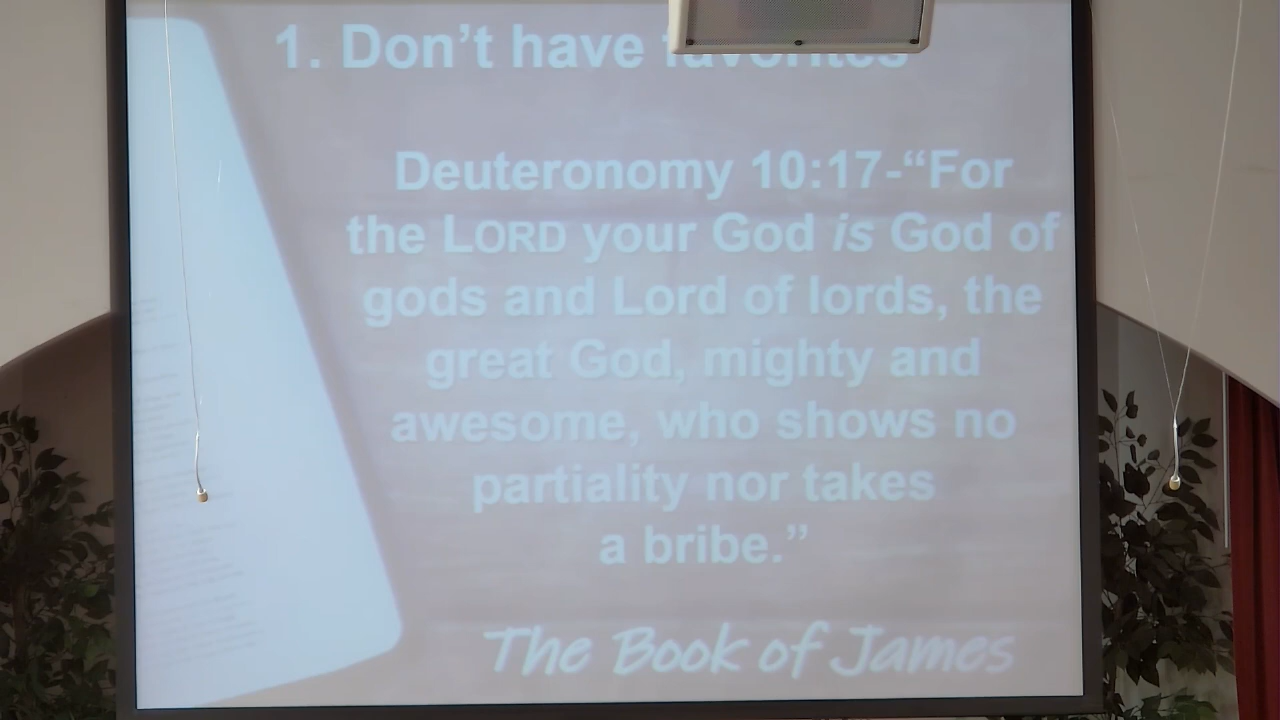 1. Don't have favorites
Deuteronomy 10:17-“For
the LORD your God is God of
gods and Lord of lords, the
great God, mighty and
awesome, who shows no
partiality nor takes
a bribe.”
The Book of James